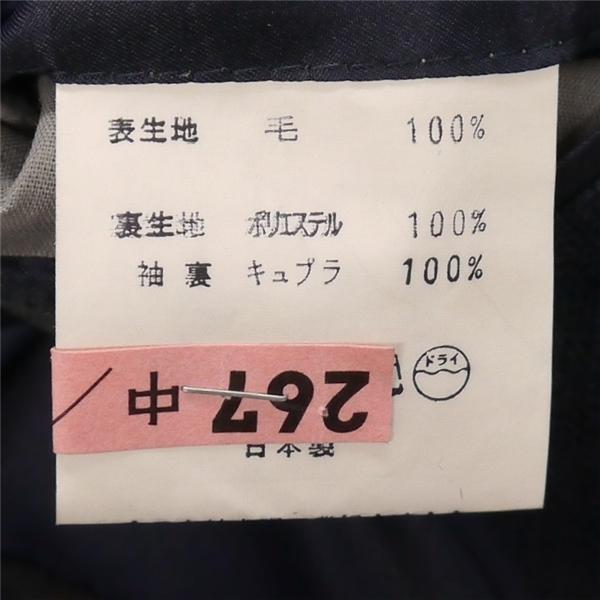 表生地 毛 100%
裏生地 ポリエステル 100%
袖裏 キュプラ 100%
ドライ
267 中
日本製